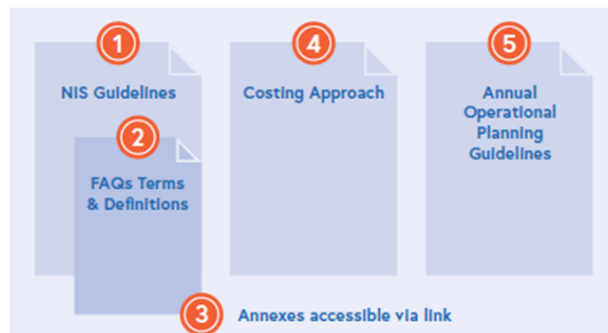 1
NIS Guidelines
2
FAQs Terms
& Definitions
3
Annexes accessible via link
4
Costing Approach
5
Annual
Operational
Planning
Guidelines